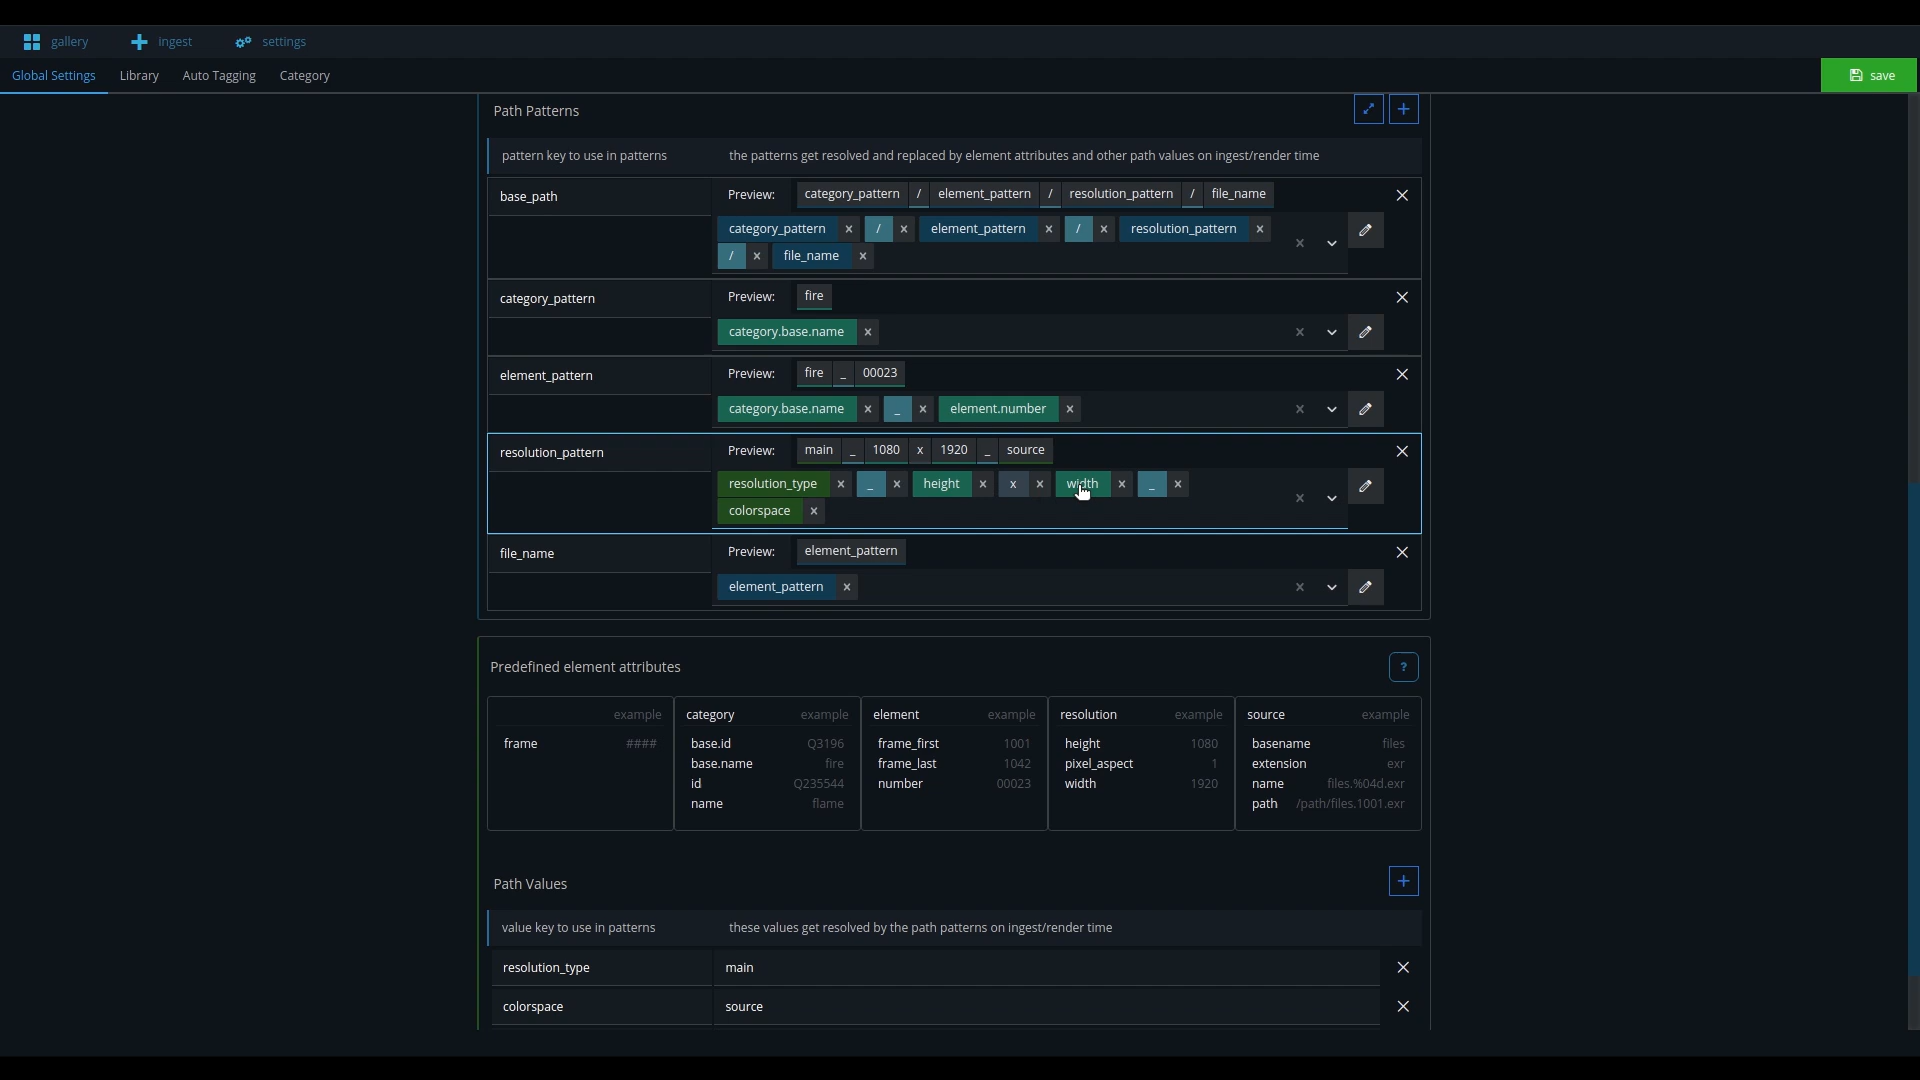 gallery ingest settings
Global Settings Library Auto Tagging Category save
Path Patterns
pattern key to use in patterns the patterns get resolved and replaced by element attributes and other path values on ingest/render time
base_path Preview: category_pattern / element_pattern / resolution_pattern / file_name
category_pattern × / × element_pattern × / × resolution_pattern ×
/ × file_name ×
category_pattern Preview: fire
category.base.name ×
element_pattern Preview: fire _ 00023
category.base.name × _ × element.number ×
resolution_pattern Preview: main _ 1080 x 1920 _ source
resolution_type × _ × height × x × width × _ ×
colorspace ×
file_name Preview: element_pattern
element_pattern ×
Predefined element attributes ?
example category example element example resolution example source example
frame #### base.id Q3196 frame_first 1001 height 1080 basename files
base.name fire frame_last 1042 pixel_aspect 1 extension exr
id Q235544 number 00023 width 1920 name files.%04d.exr
name flame path /path/files.1001.exr
Path Values
value key to use in patterns these values get resolved by the path patterns on ingest/render time
resolution_type main
colorspace source